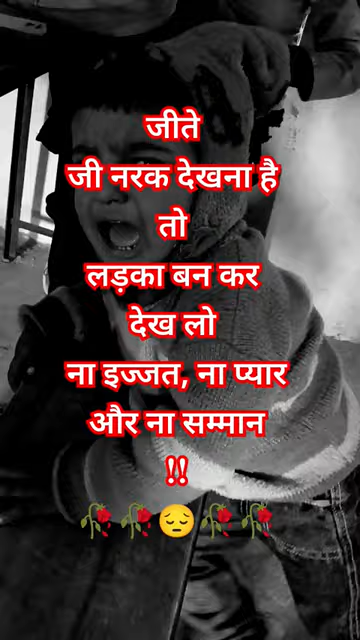 जीते
जी नरक देखना है
तो
लड़का बन कर
देख लो
ना इज्जत, ना प्यार
और ना सम्मान
!!
🥀🥀😔🥀🥀